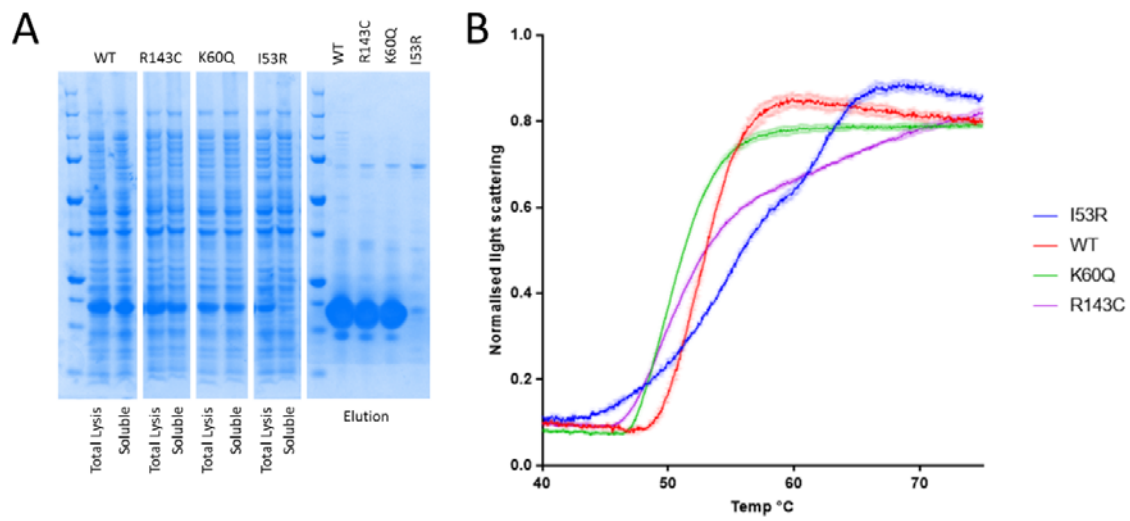 A
WT R143C K60Q I53R
WT
R143C
K60Q
I53R
Total Lysis
Soluble
Total Lysis
Soluble
Total Lysis
Soluble
Total Lysis
Soluble
Elution
B
Normalised light scattering
1.0
0.8
0.6
0.4
0.2
0.0
40 50 60 70
Temp °C
I53R
WT
K60Q
R143C